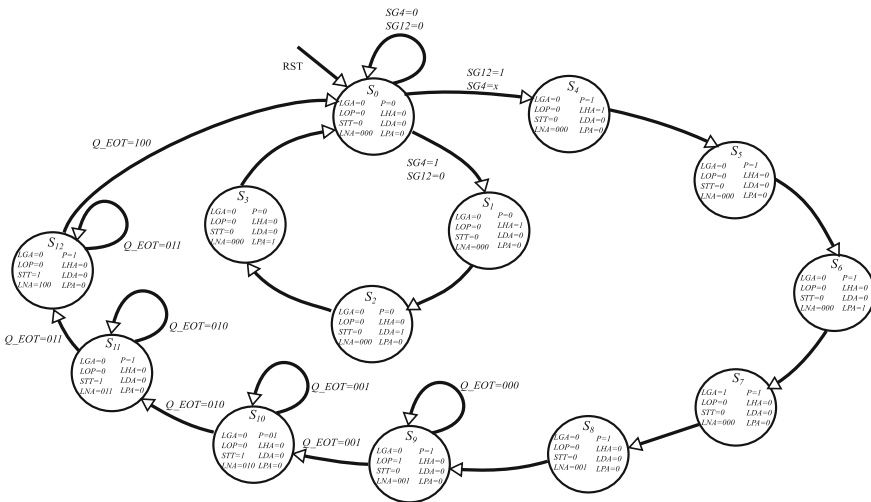 SG4=0
SG12=0
RST
SG12=1
SG4=x
S0
LGA=0 P=0
LOP=0 LHA=0
STT=0 LDA=0
LNA=000 LPA=0
S4
LGA=0 P=1
LOP=0 LHA=1
STT=0 LDA=0
LNA=000 LPA=0
Q_EOT=100
SG4=1
SG12=0
S5
LGA=0 P=1
LOP=0 LHA=0
STT=0 LDA=0
LNA=000 LPA=0
S3
LGA=0 P=0
LOP=0 LHA=0
STT=0 LDA=0
LNA=000 LPA=1
S1
LGA=0 P=0
LOP=0 LHA=1
STT=0 LDA=0
LNA=000 LPA=0
S12
LGA=0 P=1
LOP=0 LHA=0
STT=1 LDA=0
LNA=100 LPA=0
Q_EOT=011
S6
LGA=0 P=1
LOP=0 LHA=0
STT=0 LDA=0
LNA=000 LPA=1
S2
LGA=0 P=0
LOP=0 LHA=0
STT=0 LDA=1
LNA=000 LPA=0
Q_EOT=011
S11
LGA=0 P=1
LOP=0 LHA=0
STT=1 LDA=0
LNA=011 LPA=0
Q_EOT=010
S7
LGA=1 P=1
LOP=0 LHA=0
STT=0 LDA=0
LNA=000 LPA=0
Q_EOT=001
Q_EOT=000
Q_EOT=010
S10
LGA=0 P=01
LOP=0 LHA=0
STT=1 LDA=0
LNA=010 LPA=0
Q_EOT=001
S9
LGA=0 P=1
LOP=1 LHA=0
STT=0 LDA=0
LNA=001 LPA=0
S8
LGA=0 P=1
LOP=0 LHA=0
STT=0 LDA=0
LNA=001 LPA=0